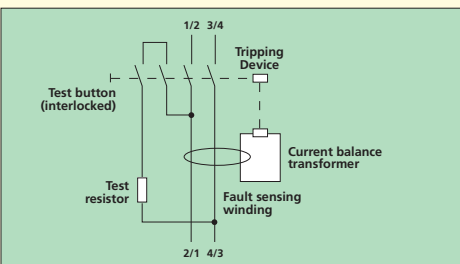 1/2 3/4
Tripping
Device
Test button
(interlocked)
Current balance
transformer
Test
resistor
Fault sensing
winding
2/1 4/3